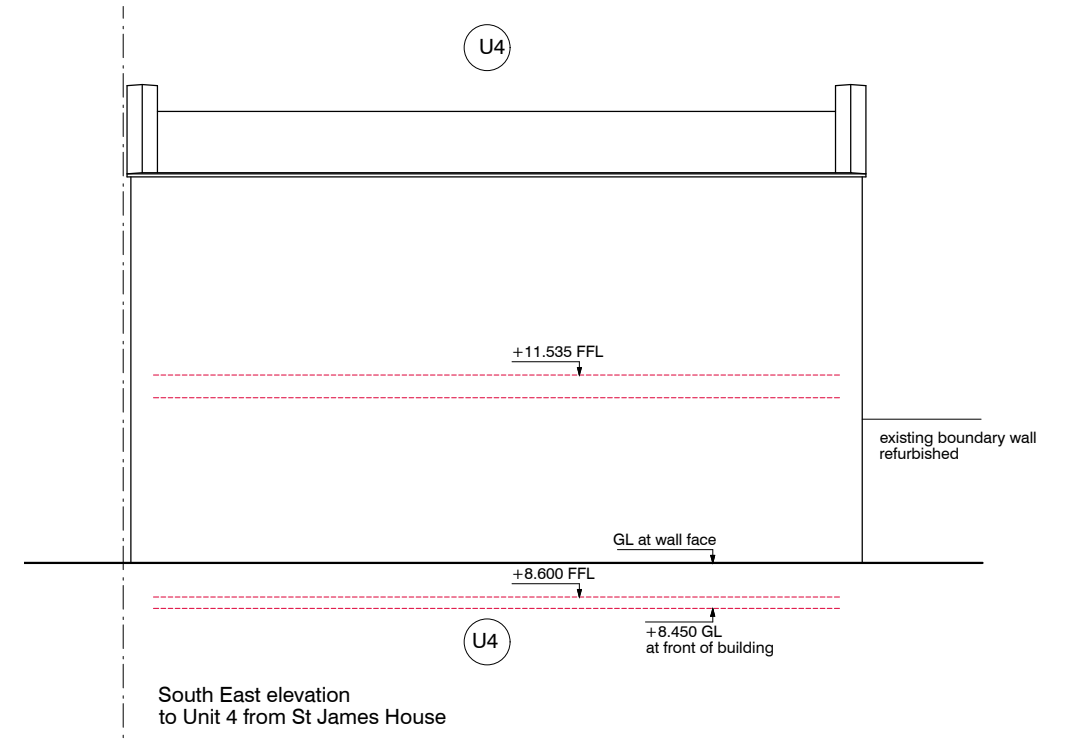 U4
+11.535 FFL
existing boundary wall
refurbished
GL at wall face
+8.600 FFL
+8.450 GL
at front of building
U4
South East elevation
to Unit 4 from St James House